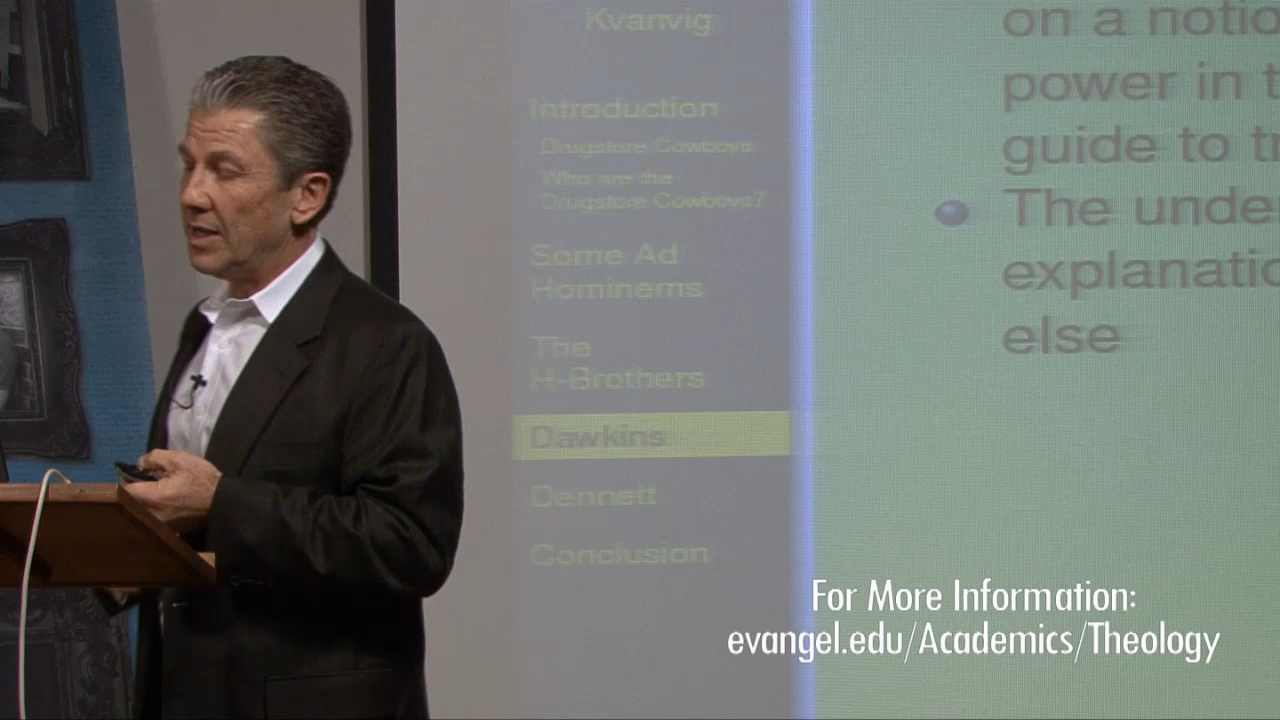 Kvanvig
Introduction
Drugstore Cowboys
Who are the
Drugstore Cowboys?
Some Ad
Hominems
The
H-Brothers
Dawkins
Dennett
Conclusion
on a notio
power in t
guide to tr
The unde
explanatio
else
For More Information:
evangel.edu/Academics/Theology